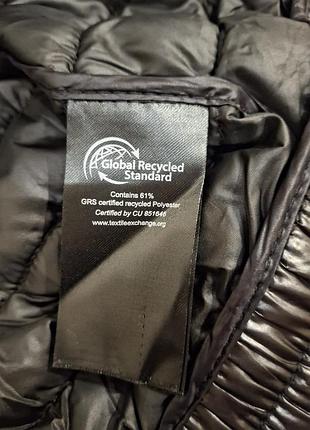 Global Recycled
Standard
Contains 61%
GRS certified recycled Polyester
Certified by CU 851646
www.textileexchange.org